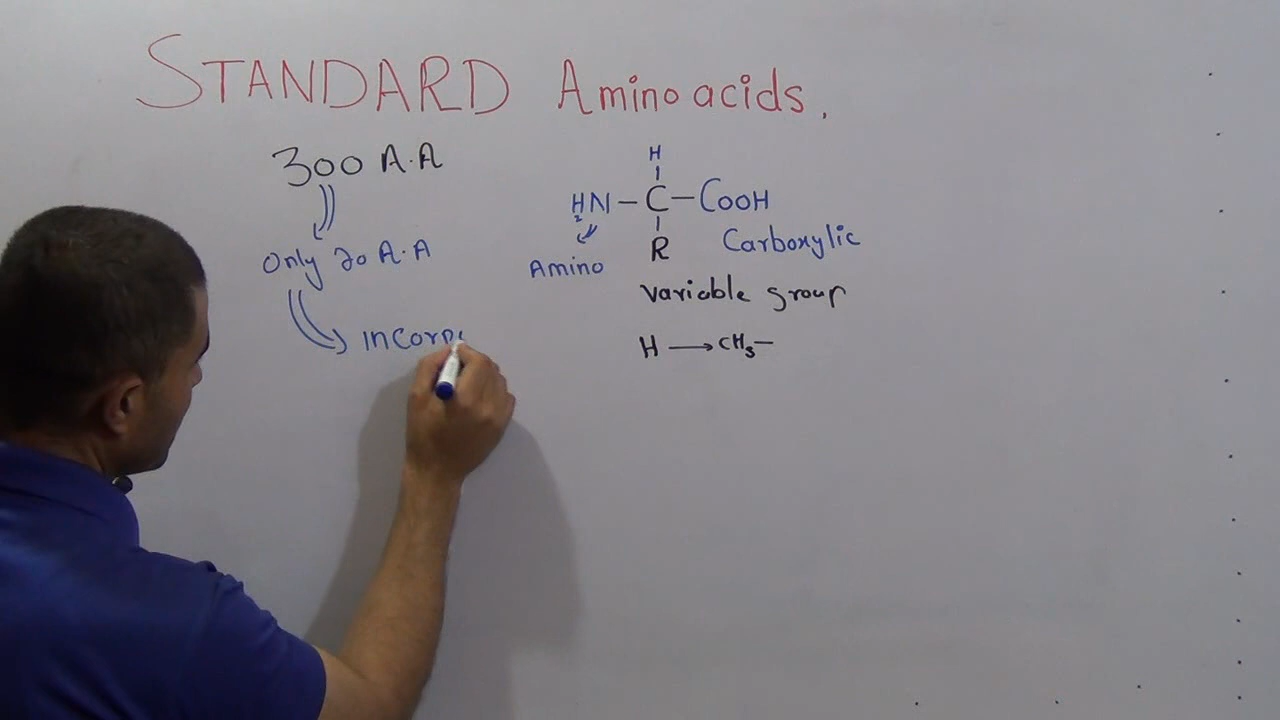 STANDARD Amino acids.
300 A.A
Only 20 A.A
incorp
H
H2N - C - COOH
R
Amino
Carboxylic
variable group
H → CH3-